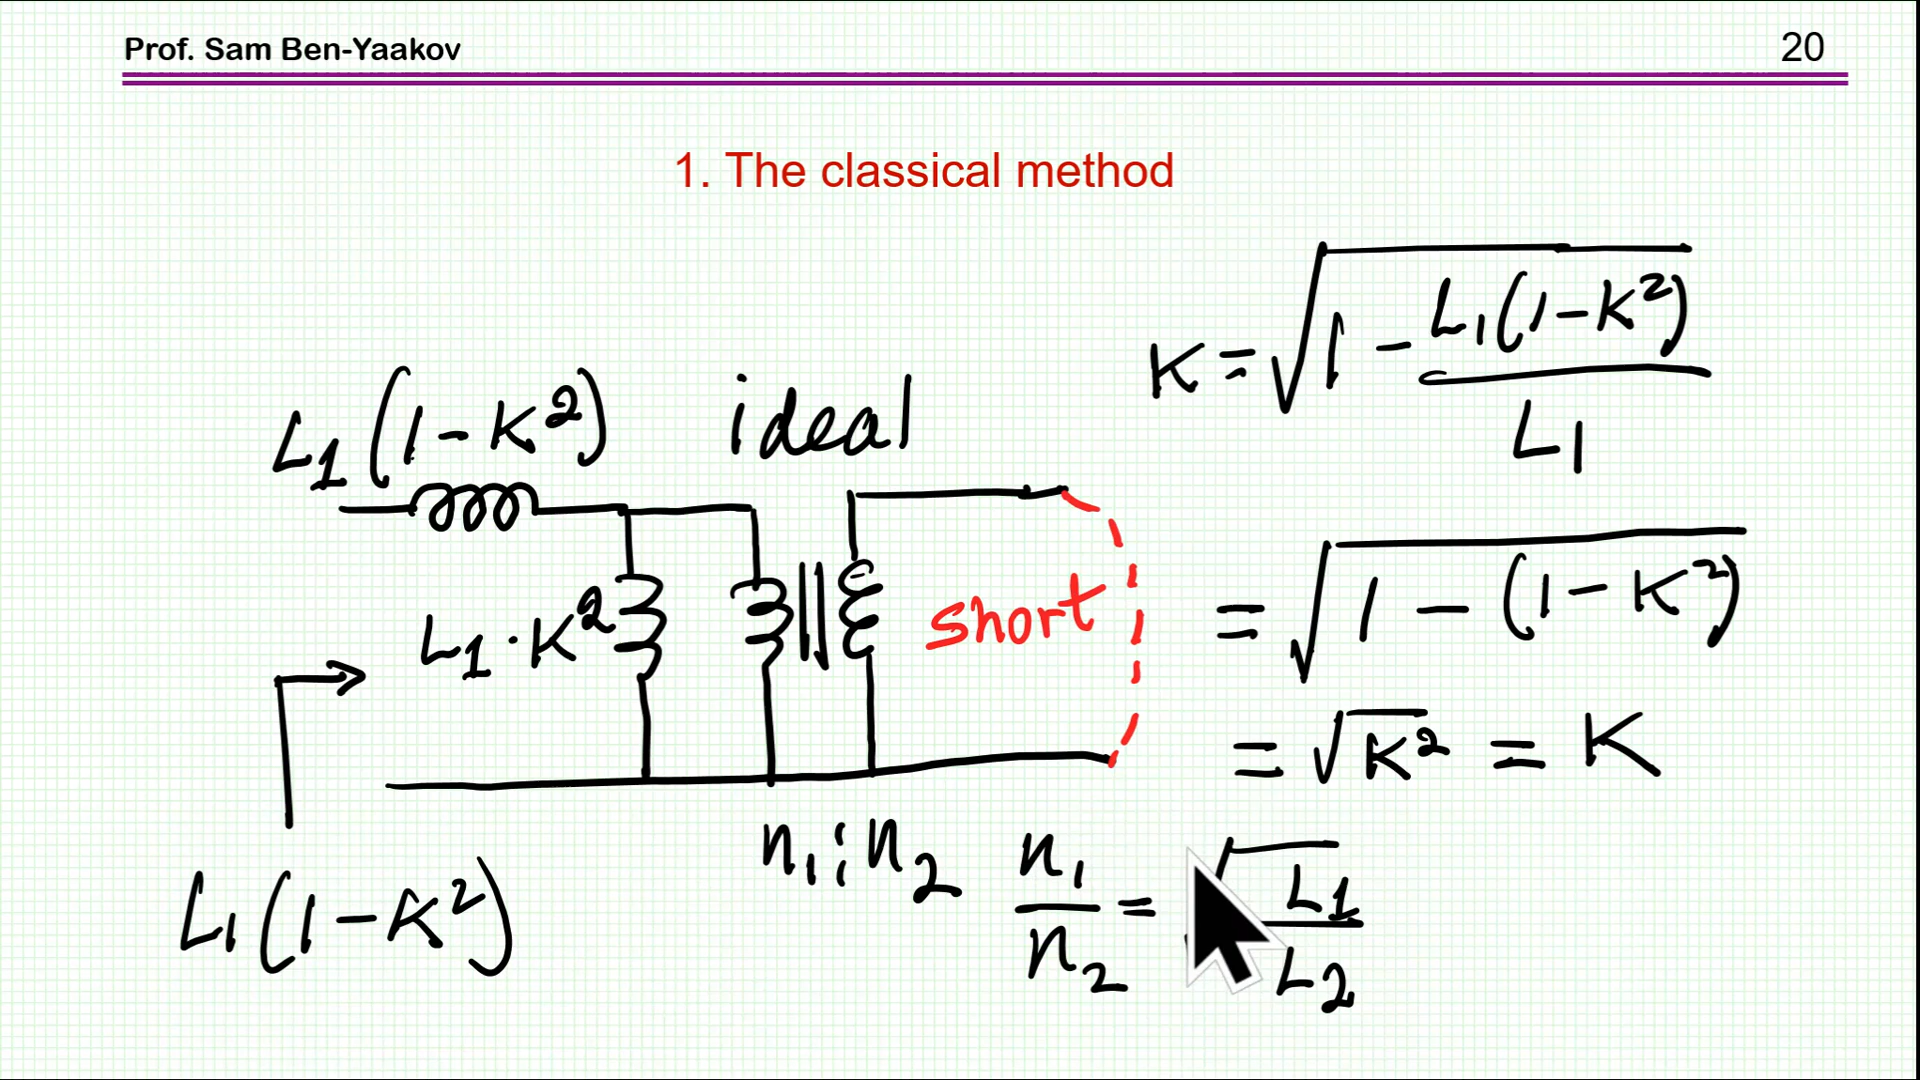 Prof. Sam Ben-Yaakov
20
1. The classical method
K = √(1 - L1(1-K²) / L1)
L1(1-K²)
ideal
L1·K²
short
= √(1 - (1-K²))
= √K² = K
n1:n2
n1/n2 = √(L1/L2)
L1(1-K²)